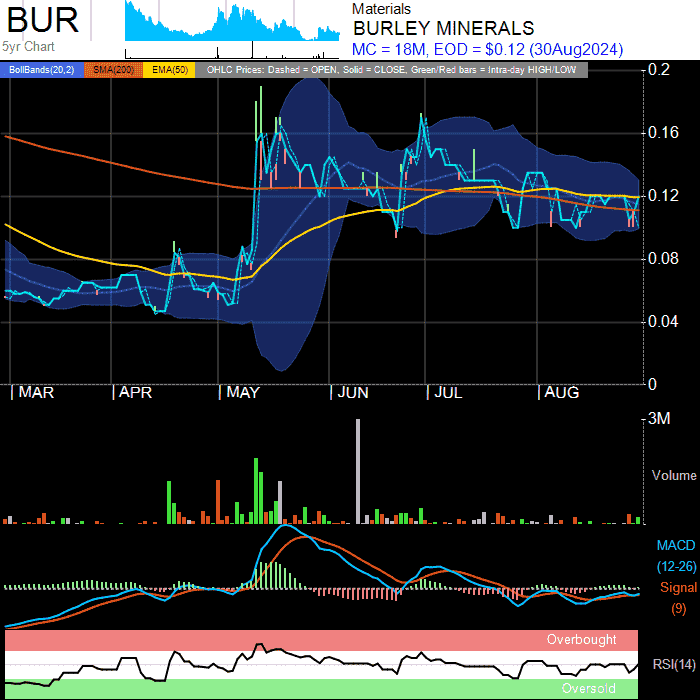 BUR
5yr Chart
Materials
BURLEY MINERALS
MC = 18M, EOD = $0.12 (30Aug2024)
BollBands(20,2) SMA(200) EMA(50) OHLC Prices: Dashed = OPEN, Solid = CLOSE, Green/Red bars = Intra-day HIGH/LOW
0.2
0.16
0.12
0.08
0.04
0
MAR APR MAY JUN JUL AUG
3M
Volume
MACD
(12-26)
Signal
(9)
Overbought
RSI(14)
Oversold